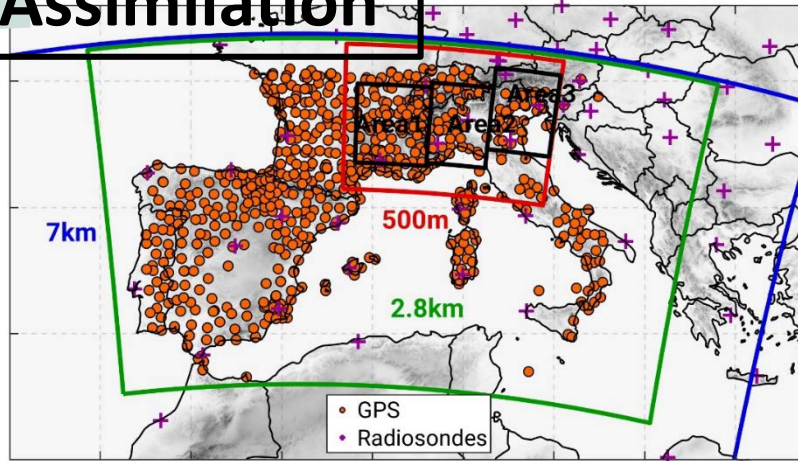 Assimilation
Area1
Area2
Area3
7km
500m
2.8km
GPS
Radiosondes